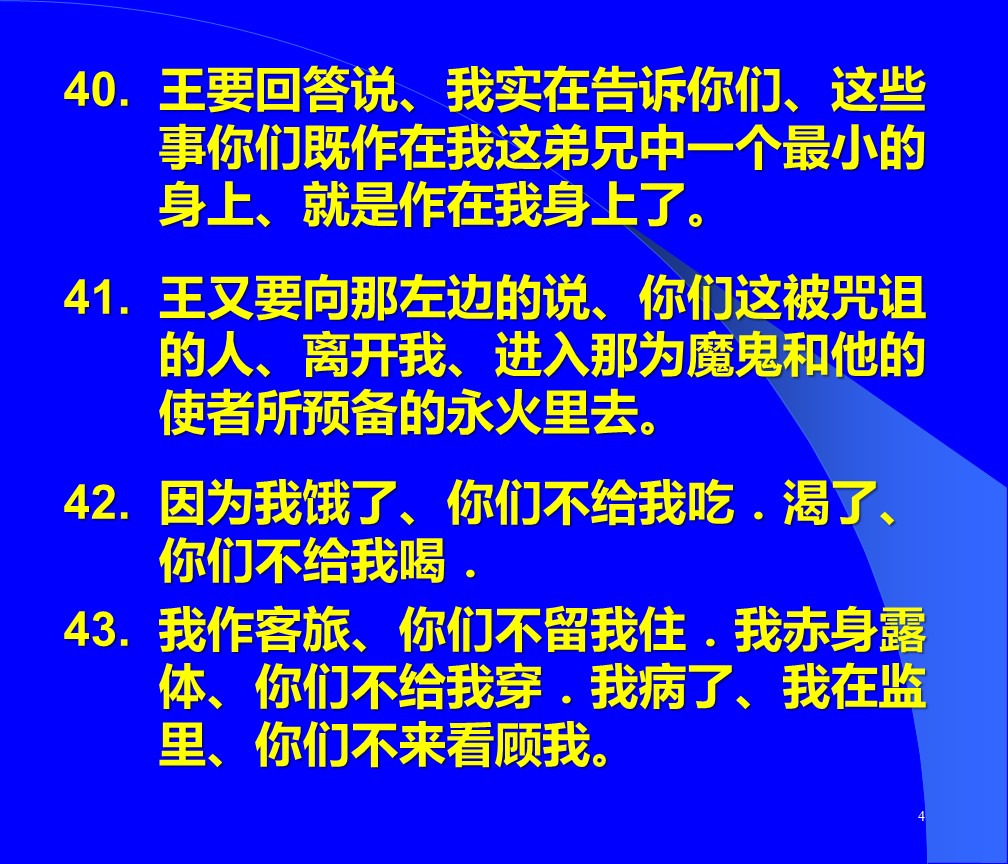 40. 王要回答说、我实在告诉你们、这些
事你们既作在我这弟兄中一个最小的
身上、就是作在我身上了。
41. 王又要向那左边的说、你们这被咒诅
的人、离开我、进入那为魔鬼和他的
使者所预备的永火里去。
42. 因为我饿了、你们不给我吃．渴了、
你们不给我喝．
43. 我作客旅、你们不留我住．我赤身露
体、你们不给我穿．我病了、我在监
里、你们不来看顾我。
4